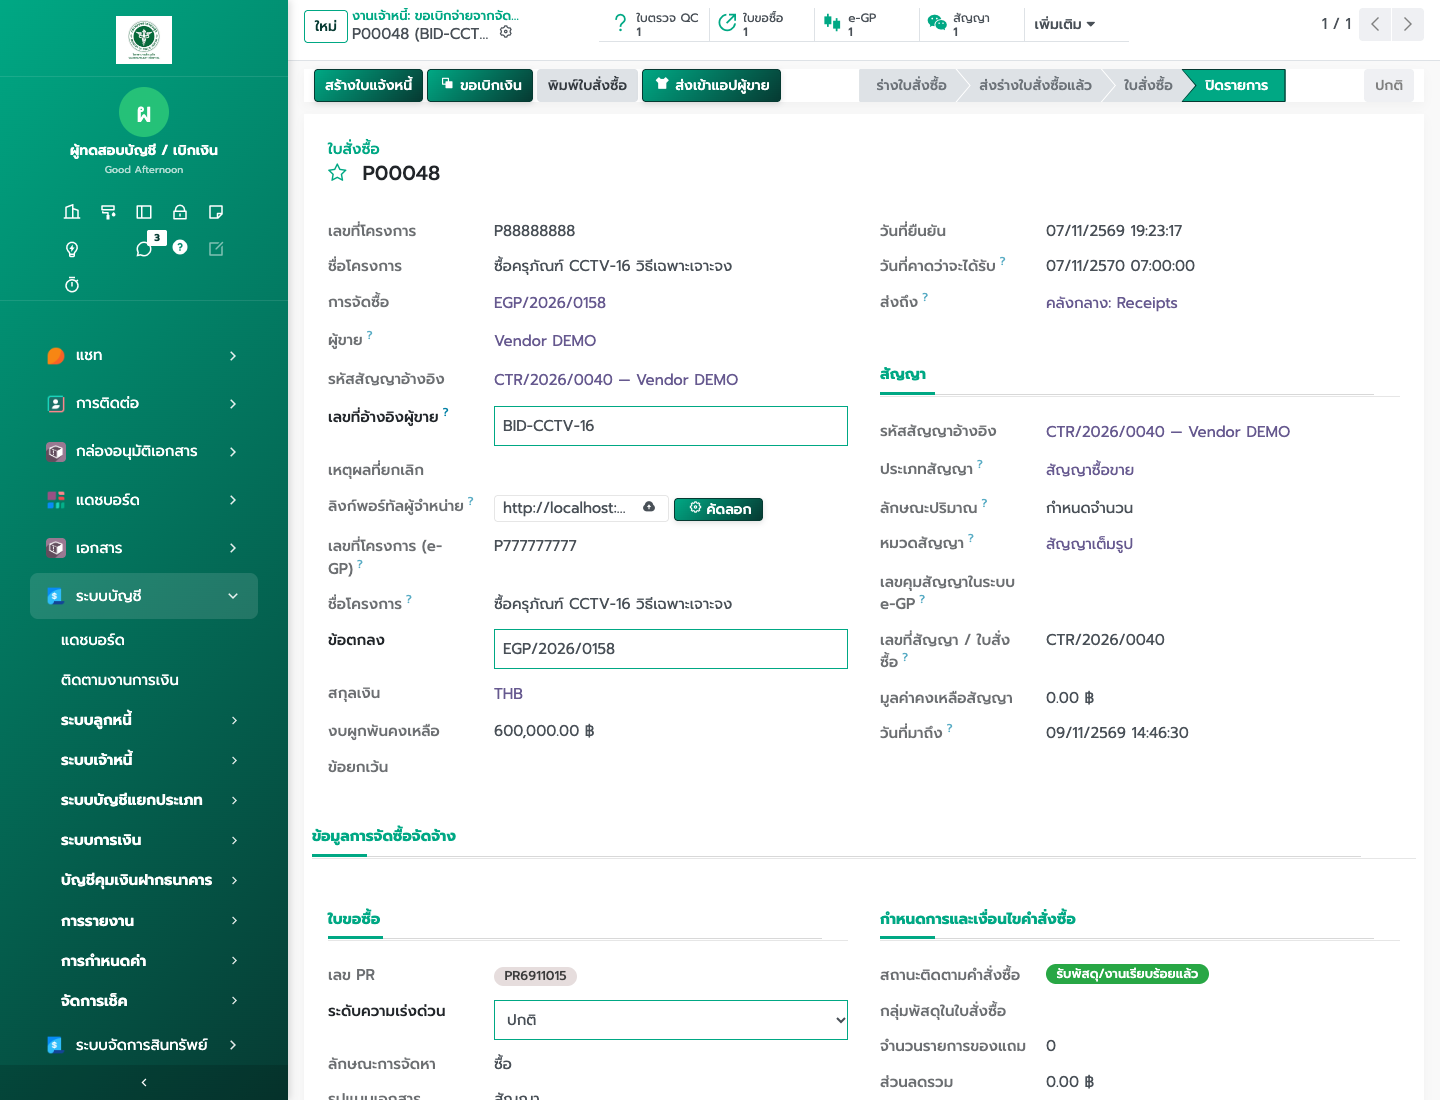 ใหม่
งานเจ้าหนี้: ขอเบิกจ่ายจากจัด...
P00048 (BID-CCT...
ใบตรวจ QC
1
ใบขอซื้อ
1
e-GP
1
สัญญา
1
เพิ่มเติม
1 / 1
สร้างใบแจ้งหนี้
ขอเบิกเงิน
พิมพ์ใบสั่งซื้อ
ส่งเข้าแอปผู้ขาย
ร่างใบสั่งซื้อ
ส่งร่างใบสั่งซื้อแล้ว
ใบสั่งซื้อ
ปิดรายการ
ปกติ
ผ
ผู้ทดสอบบัญชี / เบิกเงิน
Good Afternoon
3
แชท
การติดต่อ
กล่องอนุมัติเอกสาร
แดชบอร์ด
เอกสาร
ระบบบัญชี
แดชบอร์ด
ติดตามงานการเงิน
ระบบลูกหนี้
ระบบเจ้าหนี้
ระบบบัญชีแยกประเภท
ระบบการเงิน
บัญชีคุมเงินฝากธนาคาร
การรายงาน
การกำหนดค่า
จัดการเช็ค
ระบบจัดการสินทรัพย์
ใบสั่งซื้อ
P00048
เลขที่โครงการ P88888888
ชื่อโครงการ ซื้อครุภัณฑ์ CCTV-16 วิธีเฉพาะเจาะจง
การจัดซื้อ EGP/2026/0158
ผู้ขาย ? Vendor DEMO
รหัสสัญญาอ้างอิง CTR/2026/0040 — Vendor DEMO
เลขที่อ้างอิงผู้ขาย ? BID-CCTV-16
เหตุผลที่ยกเลิก
ลิงก์พอร์ทัลผู้จำหน่าย ? http://localhost:... คัดลอก
เลขที่โครงการ (e-
GP) ? P777777777
ชื่อโครงการ ? ซื้อครุภัณฑ์ CCTV-16 วิธีเฉพาะเจาะจง
ข้อตกลง EGP/2026/0158
สกุลเงิน THB
งบผูกพันคงเหลือ 600,000.00 ฿
ข้อยกเว้น
วันที่ยืนยัน 07/11/2569 19:23:17
วันที่คาดว่าจะได้รับ ? 07/11/2570 07:00:00
ส่งถึง ? คลังกลาง: Receipts
สัญญา
รหัสสัญญาอ้างอิง CTR/2026/0040 — Vendor DEMO
ประเภทสัญญา ? สัญญาซื้อขาย
ลักษณะปริมาณ ? กำหนดจำนวน
หมวดสัญญา ? สัญญาเต็มรูป
เลขคุมสัญญาในระบบ
e-GP ?
เลขที่สัญญา / ใบสั่ง
ซื้อ ? CTR/2026/0040
มูลค่าคงเหลือสัญญา 0.00 ฿
วันที่มาถึง ? 09/11/2569 14:46:30
ข้อมูลการจัดซื้อจัดจ้าง
ใบขอซื้อ
เลข PR PR6911015
ระดับความเร่งด่วน ปกติ
ลักษณะการจัดหา ซื้อ
รูปแบบเอกสาร สัญญา
กำหนดการและเงื่อนไขคำสั่งซื้อ
สถานะติดตามคำสั่งซื้อ รับพัสดุ/งานเรียบร้อยแล้ว
กลุ่มพัสดุในใบสั่งซื้อ
จำนวนรายการของแถม 0
ส่วนลดรวม 0.00 ฿